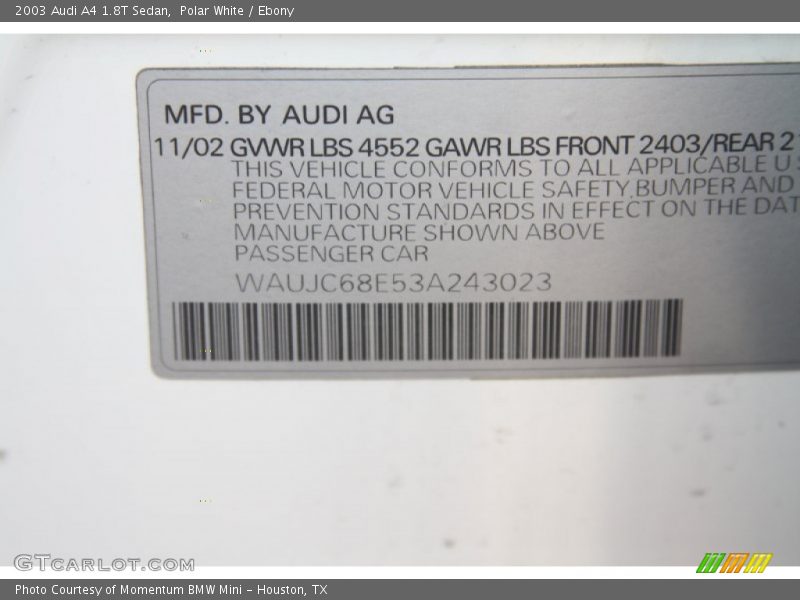 2003 Audi A4 1.8T Sedan, Polar White / Ebony
MFD. BY AUDI AG
11/02 GVWR LBS 4552 GAWR LBS FRONT 2403/REAR 2
THIS VEHICLE CONFORMS TO ALL APPLICABLE U
FEDERAL MOTOR VEHICLE SAFETY,BUMPER AND
PREVENTION STANDARDS IN EFFECT ON THE DAT
MANUFACTURE SHOWN ABOVE
PASSENGER CAR
WAUJC68E53A243023
GTCARLOT.COM
Photo Courtesy of Momentum BMW Mini - Houston, TX